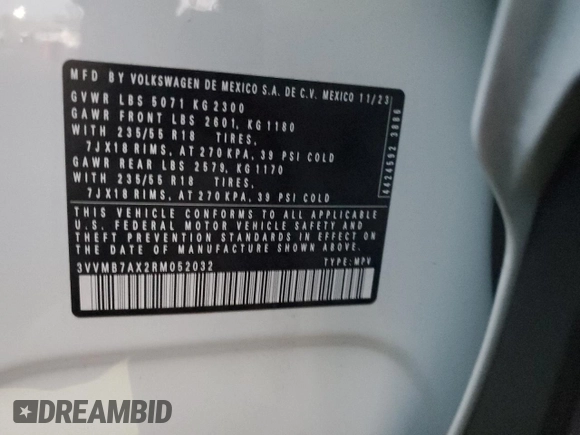 MFD BY VOLKSWAGEN DE MEXICO S.A. DE C.V. MEXICO 11/23
GVWR LBS 5071 KG 2300
GAWR FRONT LBS 2601, KG 1180
WITH 235/55 R18 TIRES,
7JX18 RIMS, AT 270 KPA, 39 PSI COLD
GAWR REAR LBS 2579, KG 1170
WITH 235/55 R18 TIRES,
7JX18 RIMS, AT 270 KPA, 39 PSI COLD
THIS VEHICLE CONFORMS TO ALL APPLICABLE
U.S. FEDERAL MOTOR VEHICLE SAFETY AND
THEFT PREVENTION STANDARDS IN EFFECT ON
THE DATE OF MANUFACTURE SHOWN ABOVE
3VVMB7AX2RM052032 TYPE: MPV
4424592
DREAMBID